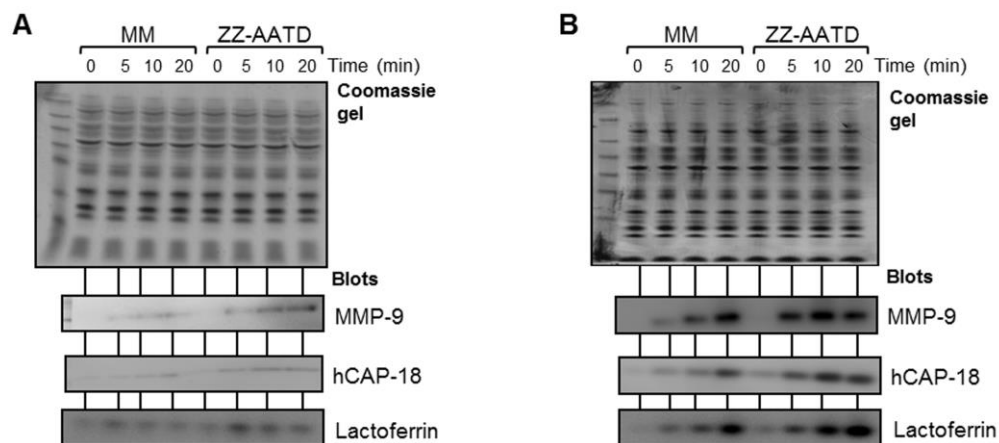 A
MM ZZ-AATD
0 5 10 20 0 5 10 20 Time (min)
Coomassie
gel
Blots
MMP-9
hCAP-18
Lactoferrin
B
MM ZZ-AATD
0 5 10 20 0 5 10 20 Time (min)
Coomassie
gel
Blots
MMP-9
hCAP-18
Lactoferrin